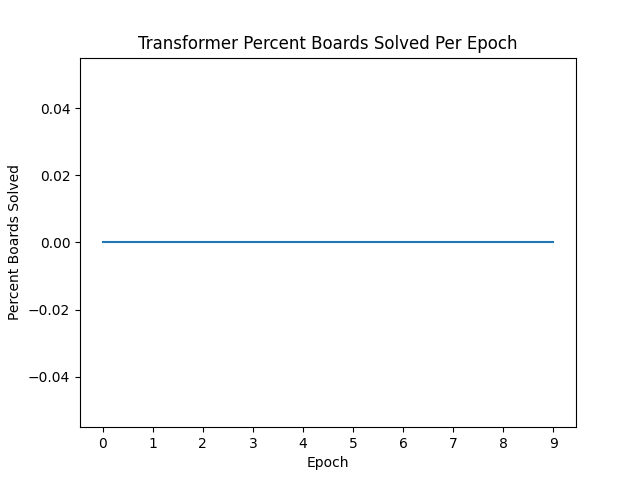 Transformer Percent Boards Solved Per Epoch
Percent Boards Solved
0.04
0.02
0.00
−0.02
−0.04
0 1 2 3 4 5 6 7 8 9
Epoch